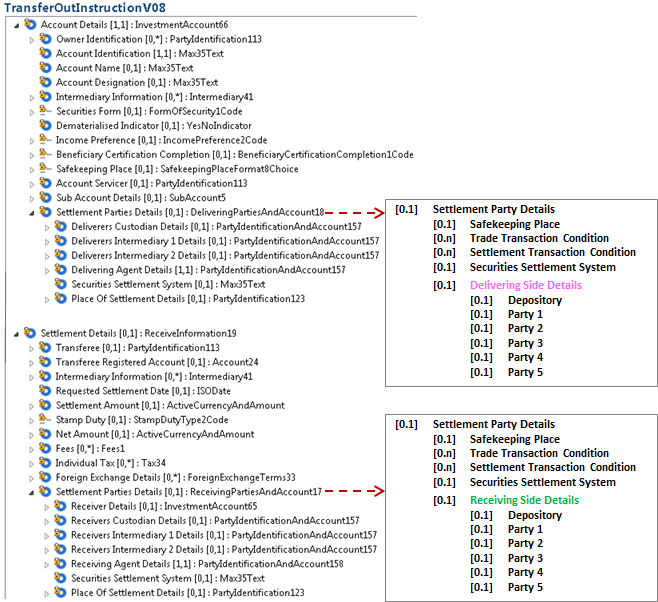 TransferOutInstructionV08
Account Details [1,1] : InvestmentAccount66
Owner Identification [0,*] : PartyIdentification113
Account Identification [1,1] : Max35Text
Account Name [0,1] : Max35Text
Account Designation [0,1] : Max35Text
Intermediary Information [0,*] : Intermediary41
Securities Form [0,1] : FormOfSecurity1Code
Dematerialised Indicator [0,1] : YesNoIndicator
Income Preference [0,1] : IncomePreference2Code
Beneficiary Certification Completion [0,1] : BeneficiaryCertificationCompletion1Code
Safekeeping Place [0,1] : SafekeepingPlaceFormat8Choice
Account Servicer [0,1] : PartyIdentification113
Sub Account Details [0,1] : SubAccount5
Settlement Parties Details [0,1] : DeliveringPartiesAndAccount18
Deliverers Custodian Details [0,1] : PartyIdentificationAndAccount157
Deliverers Intermediary 1 Details [0,1] : PartyIdentificationAndAccount157
Deliverers Intermediary 2 Details [0,1] : PartyIdentificationAndAccount157
Delivering Agent Details [1,1] : PartyIdentificationAndAccount157
Securities Settlement System [0,1] : Max35Text
Place Of Settlement Details [0,1] : PartyIdentification123
[0.1] Settlement Party Details
[0.1] Safekeeping Place
[0.n] Trade Transaction Condition
[0.n] Settlement Transaction Condition
[0.1] Securities Settlement System
[0.1] Delivering Side Details
[0.1] Depository
[0.1] Party 1
[0.1] Party 2
[0.1] Party 3
[0.1] Party 4
[0.1] Party 5
Settlement Details [0,1] : ReceiveInformation19
Transferee [0,1] : PartyIdentification113
Transferee Registered Account [0,1] : Account24
Intermediary Information [0,*] : Intermediary41
Requested Settlement Date [0,1] : ISODate
Settlement Amount [0,1] : ActiveCurrencyAndAmount
Stamp Duty [0,1] : StampDutyType2Code
Net Amount [0,1] : ActiveCurrencyAndAmount
Fees [0,*] : Fees1
Individual Tax [0,*] : Tax34
Foreign Exchange Details [0,*] : ForeignExchangeTerms33
Settlement Parties Details [0,1] : ReceivingPartiesAndAccount17
Receiver Details [0,1] : InvestmentAccount65
Receivers Custodian Details [0,1] : PartyIdentificationAndAccount157
Receivers Intermediary 1 Details [0,1] : PartyIdentificationAndAccount157
Receivers Intermediary 2 Details [0,1] : PartyIdentificationAndAccount157
Receiving Agent Details [1,1] : PartyIdentificationAndAccount158
Securities Settlement System [0,1] : Max35Text
Place Of Settlement Details [0,1] : PartyIdentification123
[0.1] Settlement Party Details
[0.1] Safekeeping Place
[0.n] Trade Transaction Condition
[0.n] Settlement Transaction Condition
[0.1] Securities Settlement System
[0.1] Receiving Side Details
[0.1] Depository
[0.1] Party 1
[0.1] Party 2
[0.1] Party 3
[0.1] Party 4
[0.1] Party 5